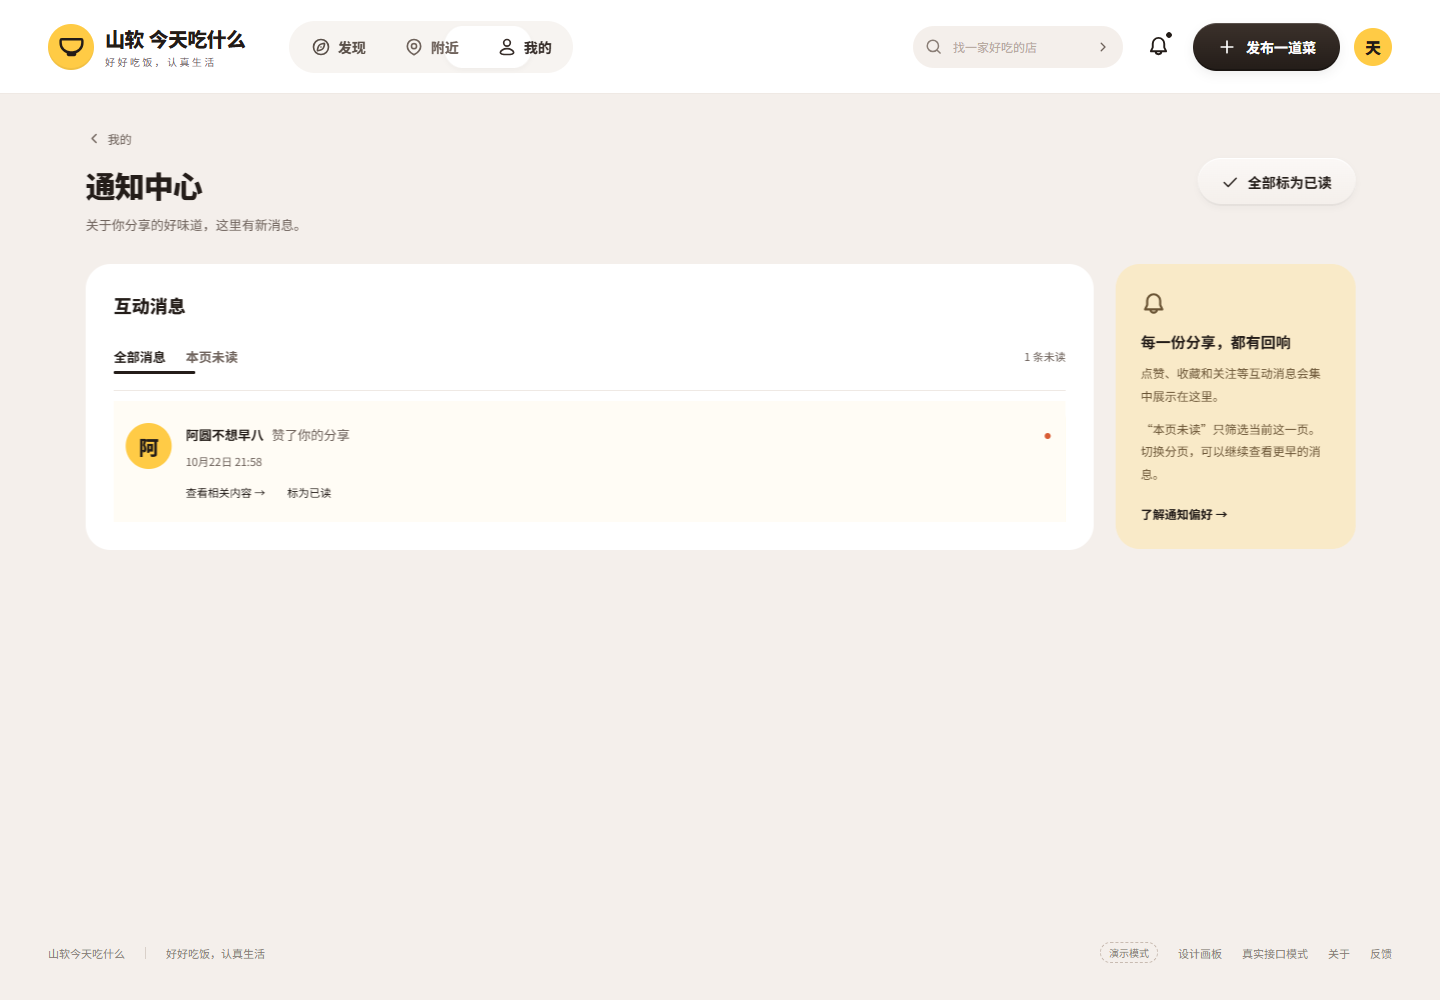 山软 今天吃什么
好好吃饭，认真生活
发现
附近
我的
找一家好吃的店
发布一道菜
天
我的
通知中心
关于你分享的好味道，这里有新消息。
全部标为已读
互动消息
全部消息 本页未读
1 条未读
阿
阿圆不想早八 赞了你的分享
10月22日 21:58
查看相关内容 → 标为已读
每一份分享，都有回响
点赞、收藏和关注等互动消息会集
中展示在这里。
“本页未读”只筛选当前这一页。
切换分页，可以继续查看更早的消
息。
了解通知偏好 →
山软今天吃什么
好好吃饭，认真生活
演示模式
设计画板
真实接口模式
关于
反馈